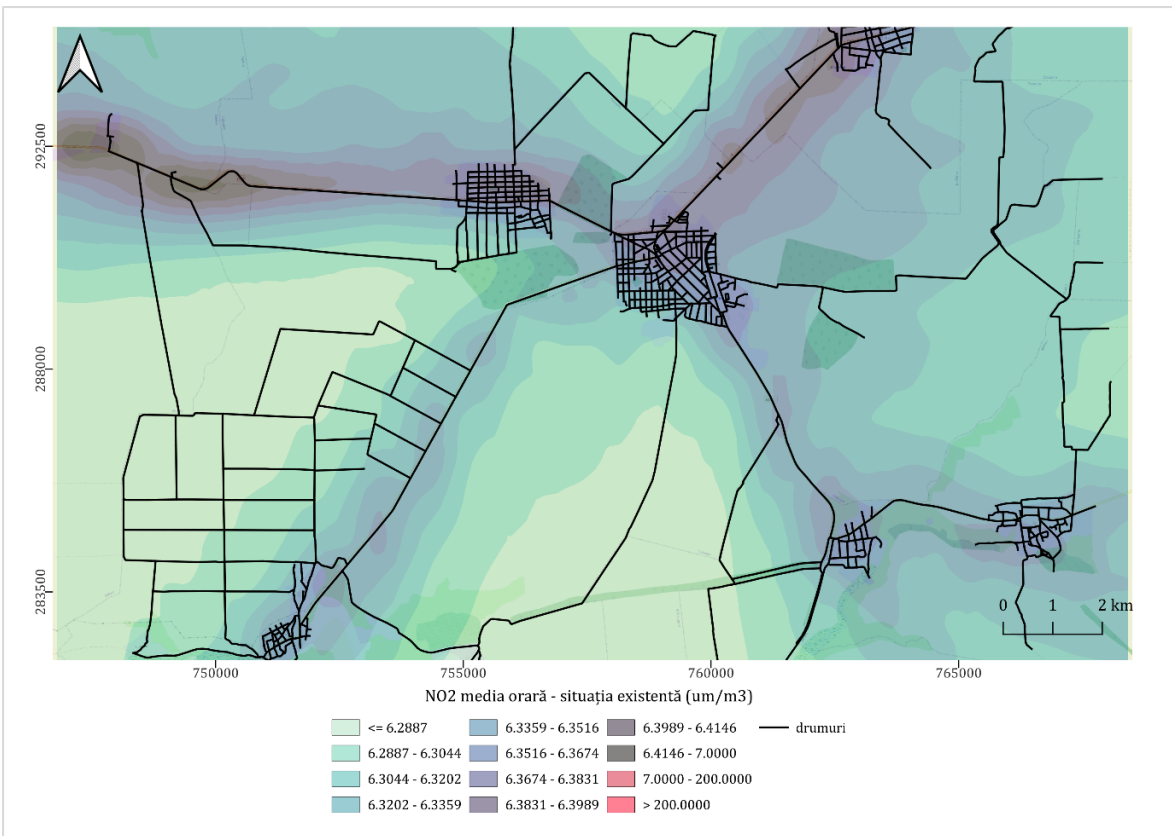 292500
288000
283500
0 1 2 km
750000 755000 760000 765000
NO2 media orară - situația existentă (um/m3)
<= 6.2887 6.3359 - 6.3516 6.3989 - 6.4146 drumuri
6.2887 - 6.3044 6.3516 - 6.3674 6.4146 - 7.0000
6.3044 - 6.3202 6.3674 - 6.3831 7.0000 - 200.0000
6.3202 - 6.3359 6.3831 - 6.3989 > 200.0000